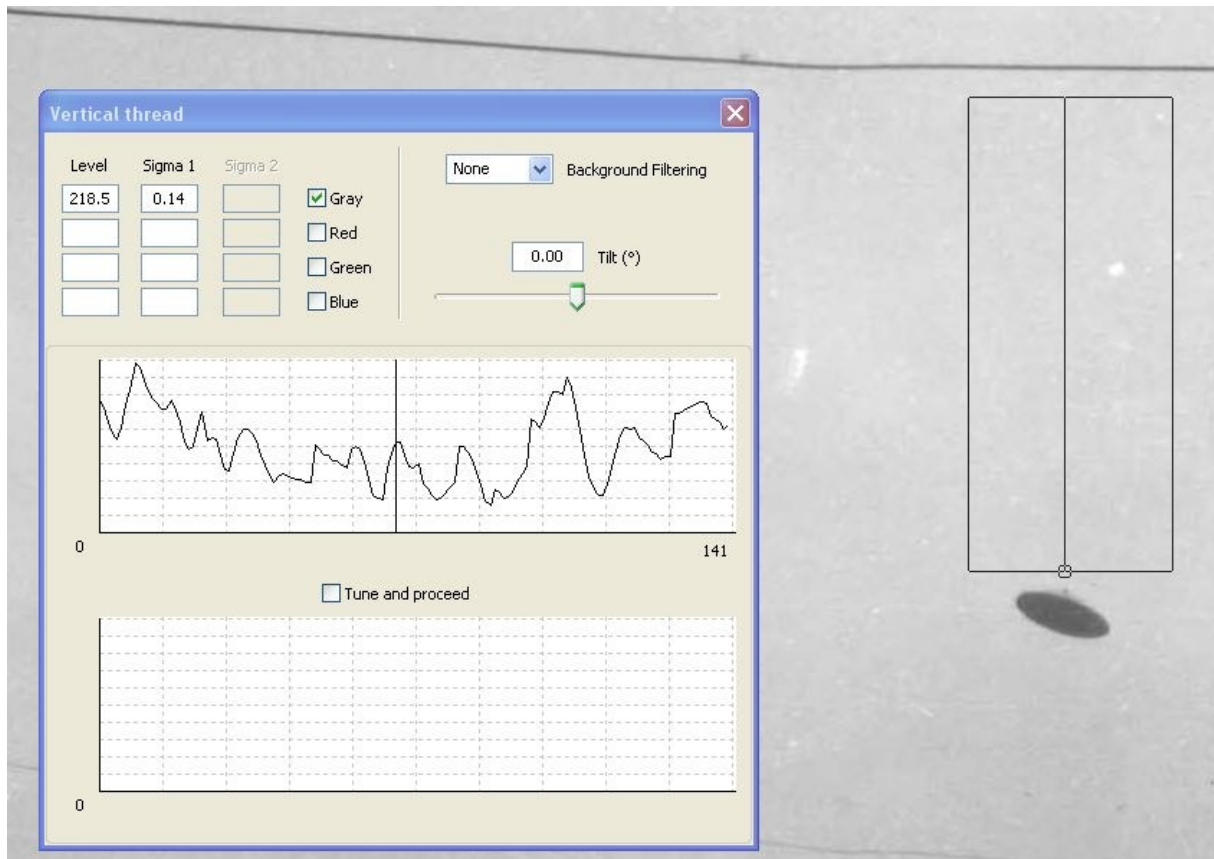 Vertical thread
Level Sigma 1 Sigma 2
None Background Filtering
218.5 0.14 Gray
Red
0.00 Tilt (°)
Green
Blue
0 141
Tune and proceed
0